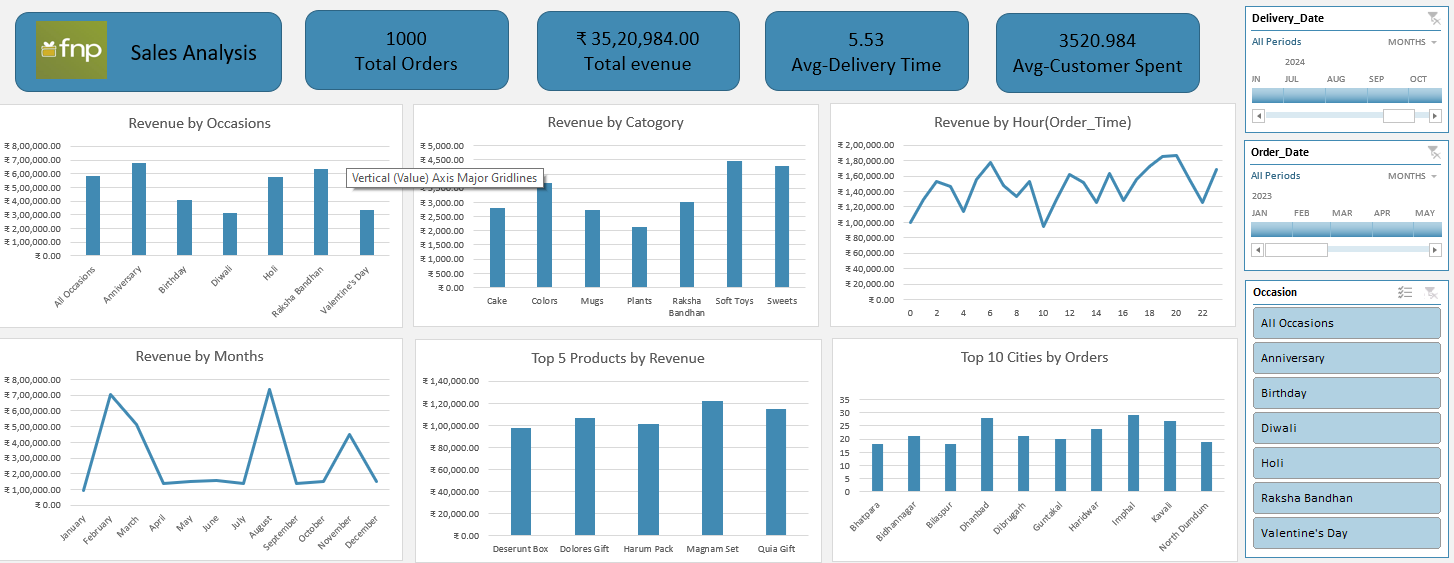 fnp
Sales Analysis
1000
Total Orders
₹ 35,20,984.00
Total evenue
5.53
Avg-Delivery Time
3520.984
Avg-Customer Spent
Delivery_Date
All Periods
MONTHS
2024
JUL AUG SEP OCT
Order_Date
All Periods
MONTHS
2023
JAN FEB MAR APR MAY
Occasion
All Occasions
Anniversary
Birthday
Diwali
Holi
Raksha Bandhan
Valentine's Day
Revenue by Occasions
₹ 8,00,000.00
₹ 7,00,000.00
₹ 6,00,000.00
₹ 5,00,000.00
₹ 4,00,000.00
₹ 3,00,000.00
₹ 2,00,000.00
₹ 1,00,000.00
₹ 0.00
All Occasions
Anniversary
Birthday
Diwali
Holi
Raksha Bandhan
Valentine's Day
Vertical (Value) Axis Major Gridlines
Revenue by Catogory
₹ 5,000.00
₹ 4,500.00
₹ 3,000.00
₹ 2,500.00
₹ 2,000.00
₹ 1,500.00
₹ 1,000.00
₹ 500.00
₹ 0.00
Cake Colors Mugs Plants Raksha Soft Toys Sweets
Bandhan
Revenue by Hour(Order_Time)
₹ 2,00,000.00
₹ 1,80,000.00
₹ 1,60,000.00
₹ 1,40,000.00
₹ 1,20,000.00
₹ 1,00,000.00
₹ 80,000.00
₹ 60,000.00
₹ 40,000.00
₹ 20,000.00
₹ 0.00
0 2 4 6 8 10 12 14 16 18 20 22
Revenue by Months
₹ 8,00,000.00
₹ 7,00,000.00
₹ 6,00,000.00
₹ 5,00,000.00
₹ 4,00,000.00
₹ 3,00,000.00
₹ 2,00,000.00
₹ 1,00,000.00
₹ 0.00
January
February
March
April
May
June
July
August
September
October
November
December
Top 5 Products by Revenue
₹ 1,40,000.00
₹ 1,20,000.00
₹ 1,00,000.00
₹ 80,000.00
₹ 60,000.00
₹ 40,000.00
₹ 20,000.00
₹ 0.00
Deserunt Box Dolores Gift Harum Pack Magnam Set Quia Gift
Top 10 Cities by Orders
35
30
25
20
15
10
5
0
Bhatpara
Bidhannagar
Bilaspur
Dhanbad
Dibrugarh
Guntakal
Haridwar
Imphal
Kavali
North Dumdum